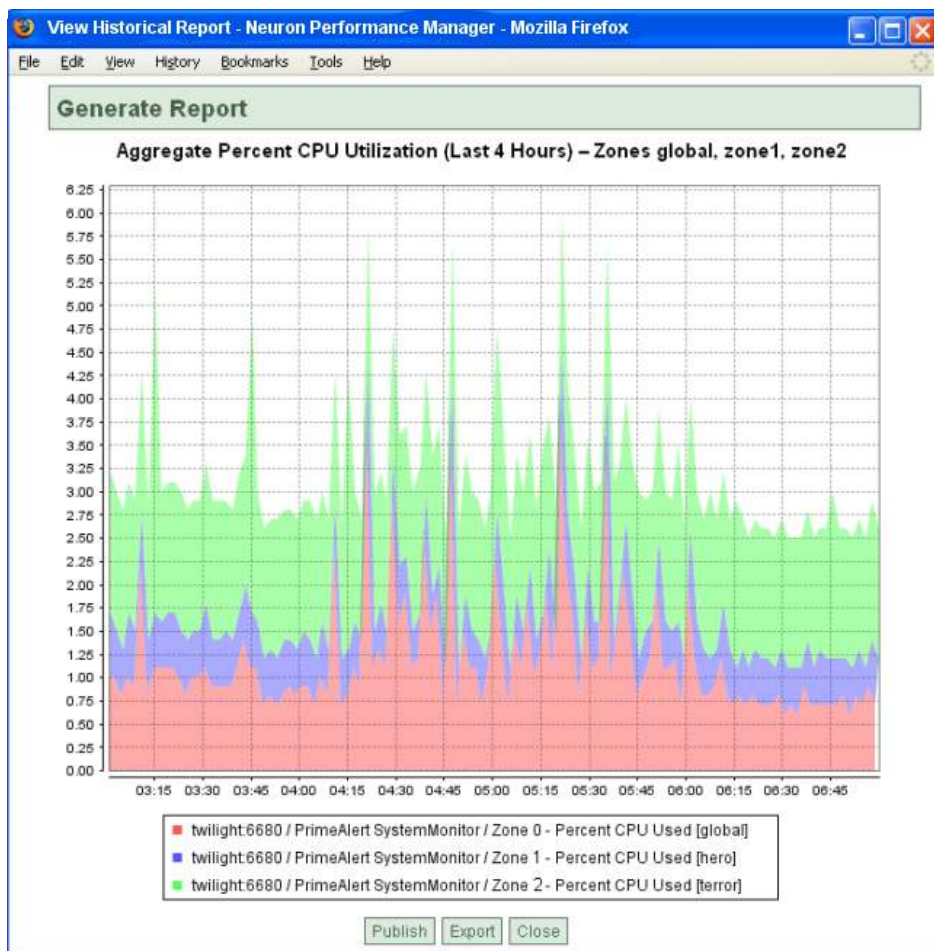 View Historical Report - Neuron Performance Manager - Mozilla Firefox
File Edit View History Bookmarks Tools Help
Generate Report
Aggregate Percent CPU Utilization (Last 4 Hours) – Zones global, zone1, zone2
6.25
6.00
5.75
5.50
5.25
5.00
4.75
4.50
4.25
4.00
3.75
3.50
3.25
3.00
2.75
2.50
2.25
2.00
1.75
1.50
1.25
1.00
0.75
0.50
0.25
0.00
03:15 03:30 03:45 04:00 04:15 04:30 04:45 05:00 05:15 05:30 05:45 06:00 06:15 06:30 06:45
twilight:6680 / PrimeAlert SystemMonitor / Zone 0 - Percent CPU Used [global]
twilight:6680 / PrimeAlert SystemMonitor / Zone 1 - Percent CPU Used [hero]
twilight:6680 / PrimeAlert SystemMonitor / Zone 2 - Percent CPU Used [terror]
Publish Export Close